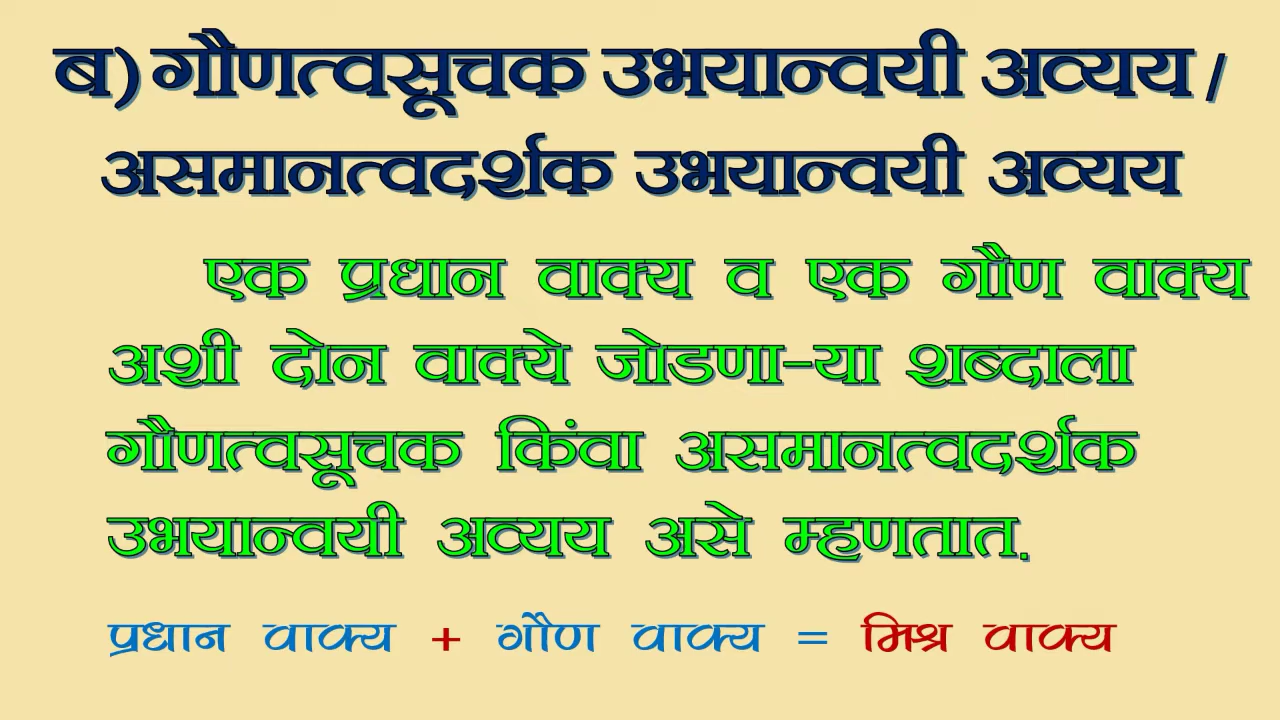 ब) गौणत्वसूचक उभयान्वयी अव्यय /
असमानत्वदर्शक उभयान्वयी अव्यय
एक प्रधान वाक्य व एक गौण वाक्य
अशी दोन वाक्ये जोडणा-या शब्दाला
गौणत्वसूचक किंवा असमानत्वदर्शक
उभयान्वयी अव्यय असे म्हणतात.
प्रधान वाक्य + गौण वाक्य = मिश्र वाक्य